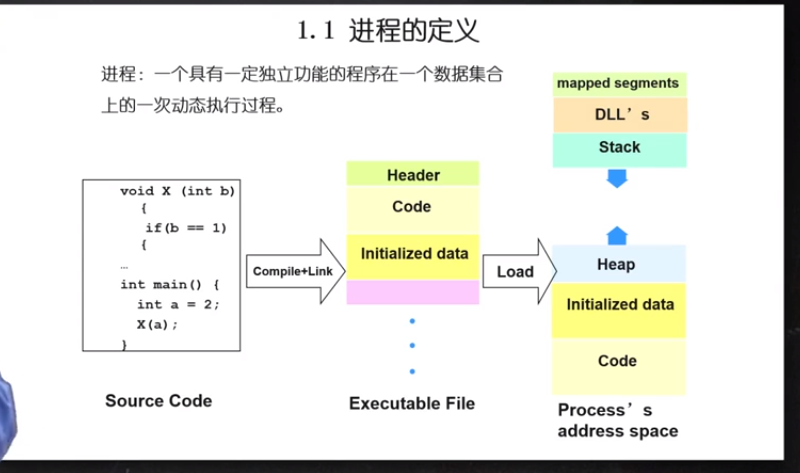 1.1 进程的定义
进程：一个具有一定独立功能的程序在一个数据集合
上的一次动态执行过程。
void X (int b)
{
if(b == 1)
{
…
int main() {
int a = 2;
X(a);
}
Source Code
Compile+Link
Header
Code
Initialized data
Executable File
Load
mapped segments
DLL’s
Stack
Heap
Initialized data
Code
Process’s
address space